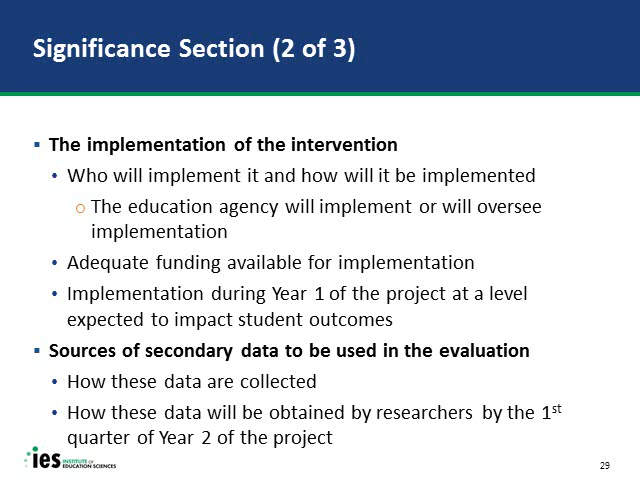 Significance Section (2 of 3)
▪ The implementation of the intervention
• Who will implement it and how will it be implemented
o The education agency will implement or will oversee
implementation
• Adequate funding available for implementation
• Implementation during Year 1 of the project at a level
expected to impact student outcomes
▪ Sources of secondary data to be used in the evaluation
• How these data are collected
• How these data will be obtained by researchers by the 1st
quarter of Year 2 of the project
ies INSTITUTE OF
EDUCATION SCIENCES
29